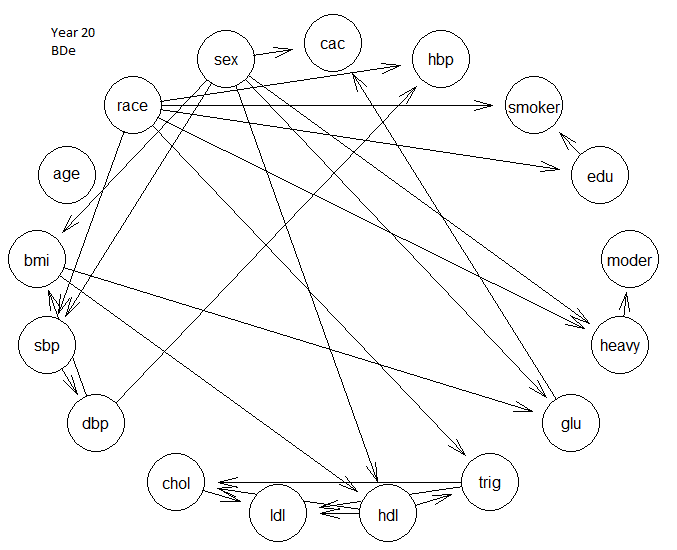 Year 20
BDe
cac
sex
hbp
race
smoker
age
edu
bmi
moder
sbp
heavy
dbp
glu
chol
trig
ldl
hdl